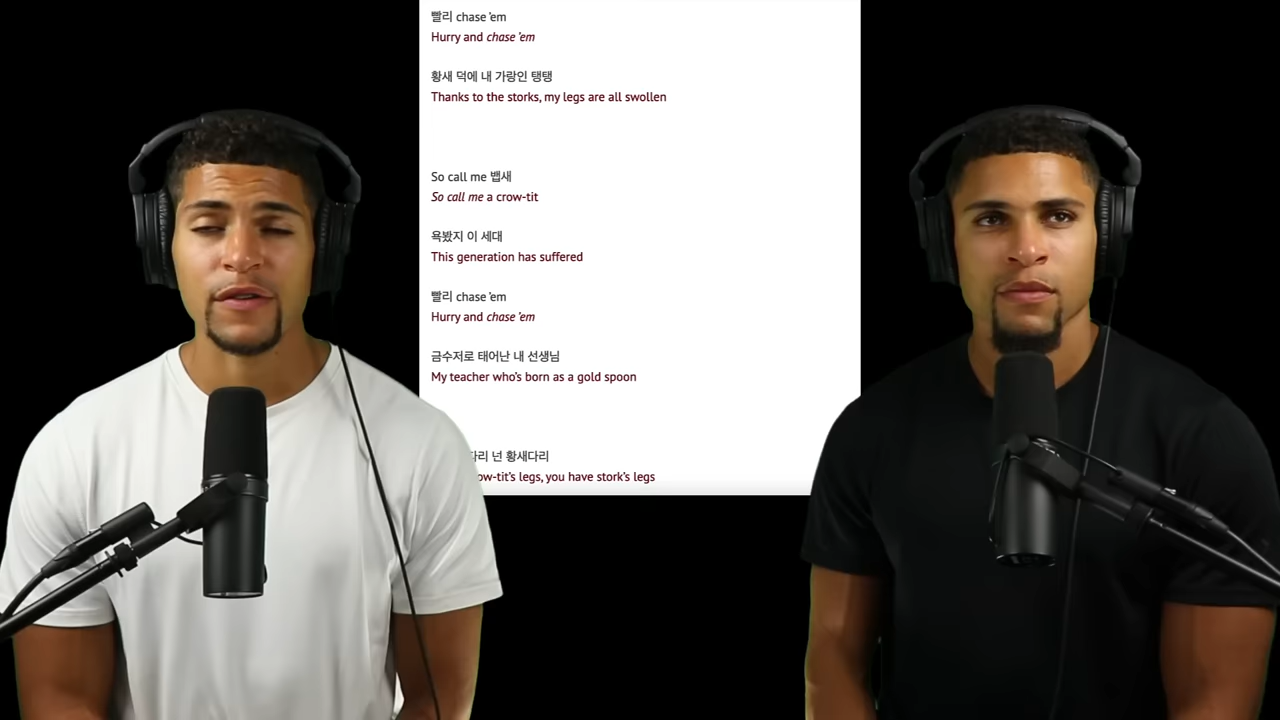 빨리 chase 'em
Hurry and chase 'em
황새 덕에 내 가랑인 탱탱
Thanks to the storks, my legs are all swollen
So call me 뱁새
So call me a crow-tit
욕봤지 이 세대
This generation has suffered
빨리 chase 'em
Hurry and chase 'em
금수저로 태어난 내 선생님
My teacher who's born as a gold spoon
넌 황새다리
legs, you have stork's legs